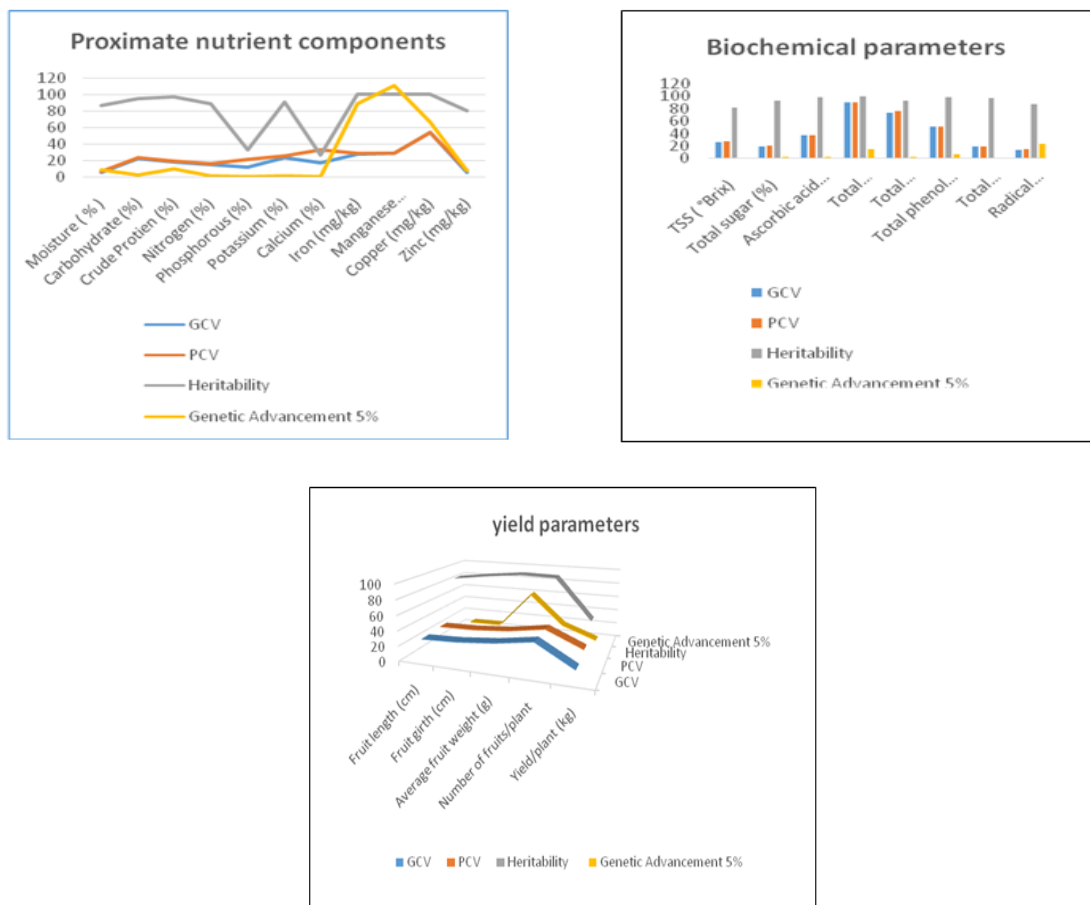 Proximate nutrient components
120
100
80
60
40
20
0
Moisture (%)
Carbohydrate (%)
Crude Protien (%)
Nitrogen (%)
Phosphorous (%)
Potassium (%)
Calcium (%)
Iron (mg/kg)
Manganese...
Copper (mg/kg)
Zinc (mg/kg)
GCV
PCV
Heritability
Genetic Advancement 5%
Biochemical parameters
120
100
80
60
40
20
0
TSS ( °Brix)
Total sugar (%)
Ascorbic acid...
Total...
Total...
Total phenol...
Total...
Radical...
GCV
PCV
Heritability
Genetic Advancement 5%
yield parameters
100
80
60
40
20
0
Genetic Advancement 5%
Heritability
PCV
GCV
Fruit length (cm)
Fruit girth (cm)
Average fruit weight (g)
Number of fruits/plant
Yield/plant (kg)
GCV PCV Heritability Genetic Advancement 5%